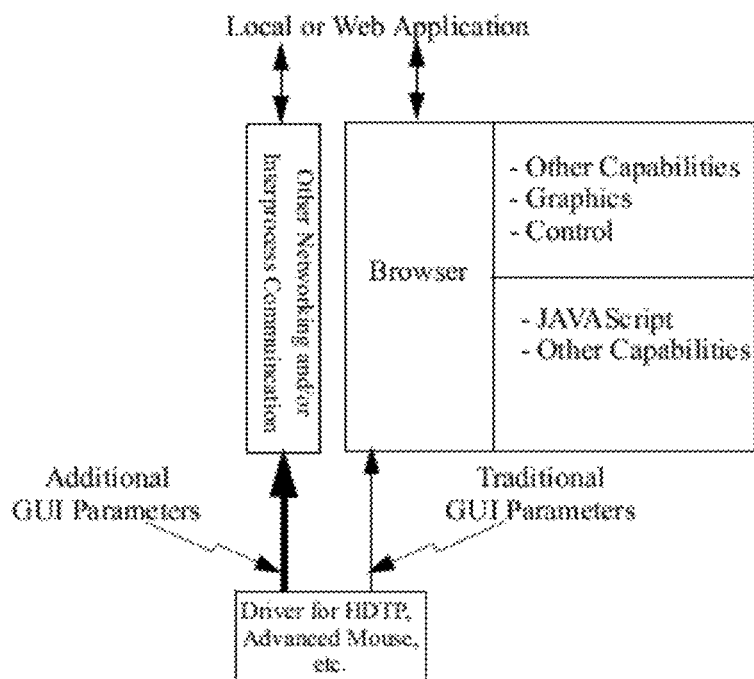 Local or Web Application
Other Networking and/or
Interprocess Communication
Browser
- Other Capabilities
- Graphics
- Control
- JAVAScript
- Other Capabilities
Additional
GUI Parameters
Traditional
GUI Parameters
Driver for HDTP,
Advanced Mouse,
etc.